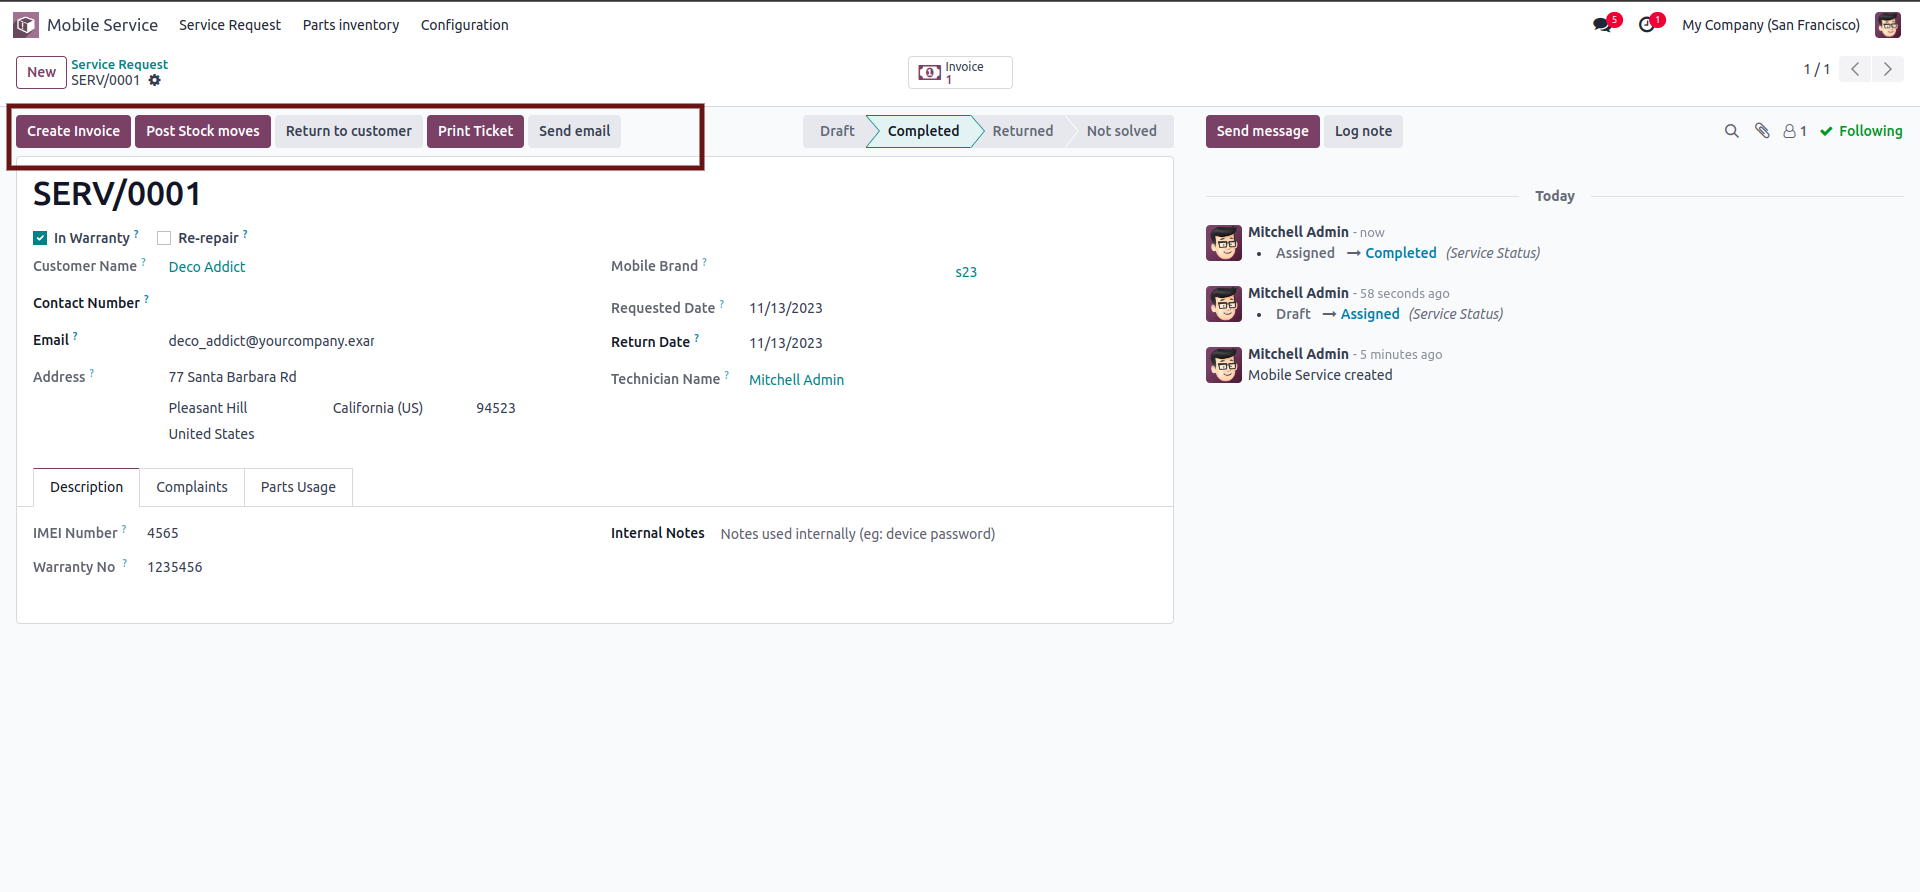 Mobile Service Service Request Parts inventory Configuration 5 1 My Company (San Francisco)
New Service Request
SERV/0001
Invoice
1
1 / 1
Create Invoice Post Stock moves Return to customer Print Ticket Send email Draft Completed Returned Not solved Send message Log note 1 Following
SERV/0001
In Warranty ? Re-repair ?
Customer Name ? Deco Addict
Contact Number ?
Email ? deco_addict@yourcompany.exar
Address ? 77 Santa Barbara Rd
Pleasant Hill California (US) 94523
United States
Mobile Brand ? s23
Requested Date ? 11/13/2023
Return Date ? 11/13/2023
Technician Name ? Mitchell Admin
Description Complaints Parts Usage
IMEI Number ? 4565
Warranty No ? 1235456
Internal Notes Notes used internally (eg: device password)
Today
Mitchell Admin - now
• Assigned → Completed (Service Status)
Mitchell Admin - 58 seconds ago
• Draft → Assigned (Service Status)
Mitchell Admin - 5 minutes ago
Mobile Service created